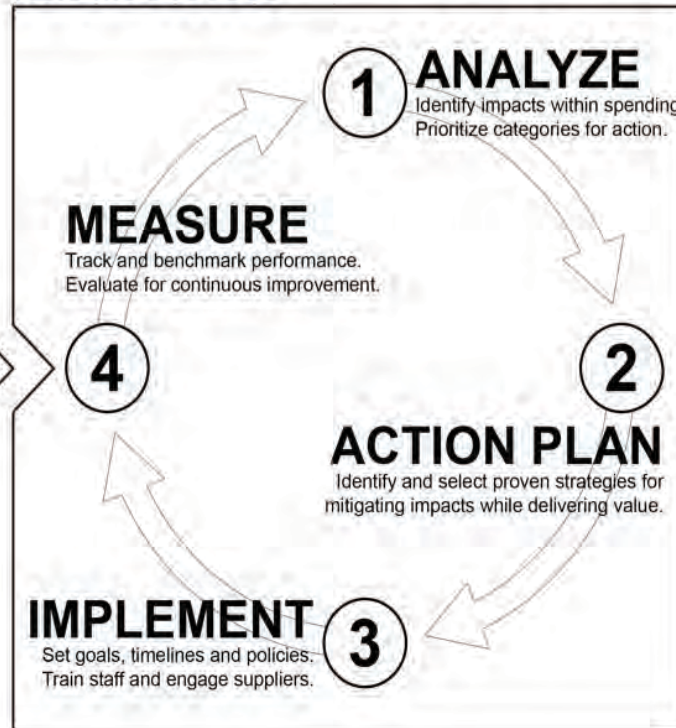 1
ANALYZE
Identify impacts within spending
Prioritize categories for action.
2
ACTION PLAN
Identify and select proven strategies for
mitigating impacts while delivering value.
3
IMPLEMENT
Set goals, timelines and policies.
Train staff and engage suppliers.
4
MEASURE
Track and benchmark performance.
Evaluate for continuous improvement.